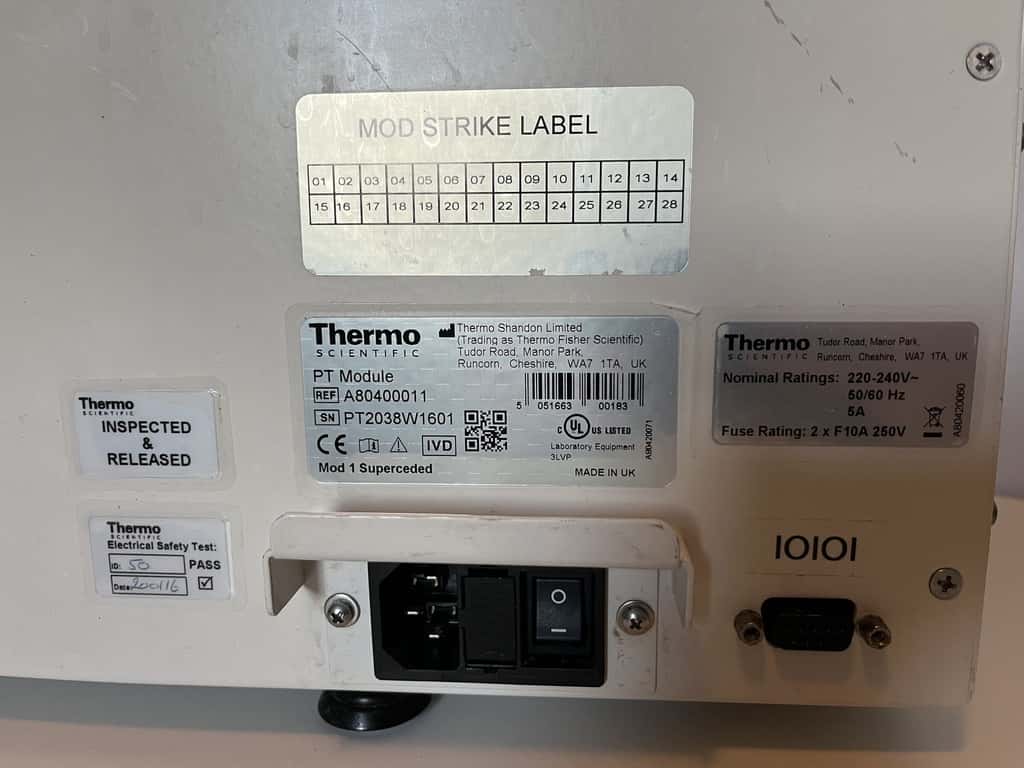 MOD STRIKE LABEL
01 02 03 04 05 06 07 08 09 10 11 12 13 14
15 16 17 18 19 20 21 22 23 24 25 26 27 28
Thermo
SCIENTIFIC
Thermo Shandon Limited
(Trading as Thermo Fisher Scientific)
Tudor Road, Manor Park,
Runcorn, Cheshire, WA7 1TA, UK
PT Module
REF A80400011
SN PT2038W1601
5 051663 00183
CE IVD
C UL US LISTED
Laboratory Equipment
3LVP
A80420071
Mod 1 Superceded
MADE IN UK
Thermo
SCIENTIFIC
Tudor Road, Manor Park,
Runcorn, Cheshire, WA7 1TA, UK
Nominal Ratings: 220-240V~
50/60 Hz
5A
Fuse Rating: 2 x F10A 250V
A80420060
Thermo
SCIENTIFIC
INSPECTED
&
RELEASED
Thermo
SCIENTIFIC
Electrical Safety Test:
ID: 50 PASS
Date: 200116
IOIOI